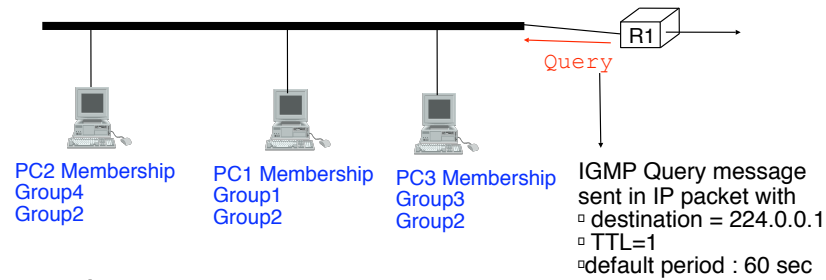 R1
Query
PC2 Membership
Group4
Group2
PC1 Membership
Group1
Group2
PC3 Membership
Group3
Group2
IGMP Query message
sent in IP packet with
▫ destination = 224.0.0.1
▫ TTL=1
▫default period : 60 sec